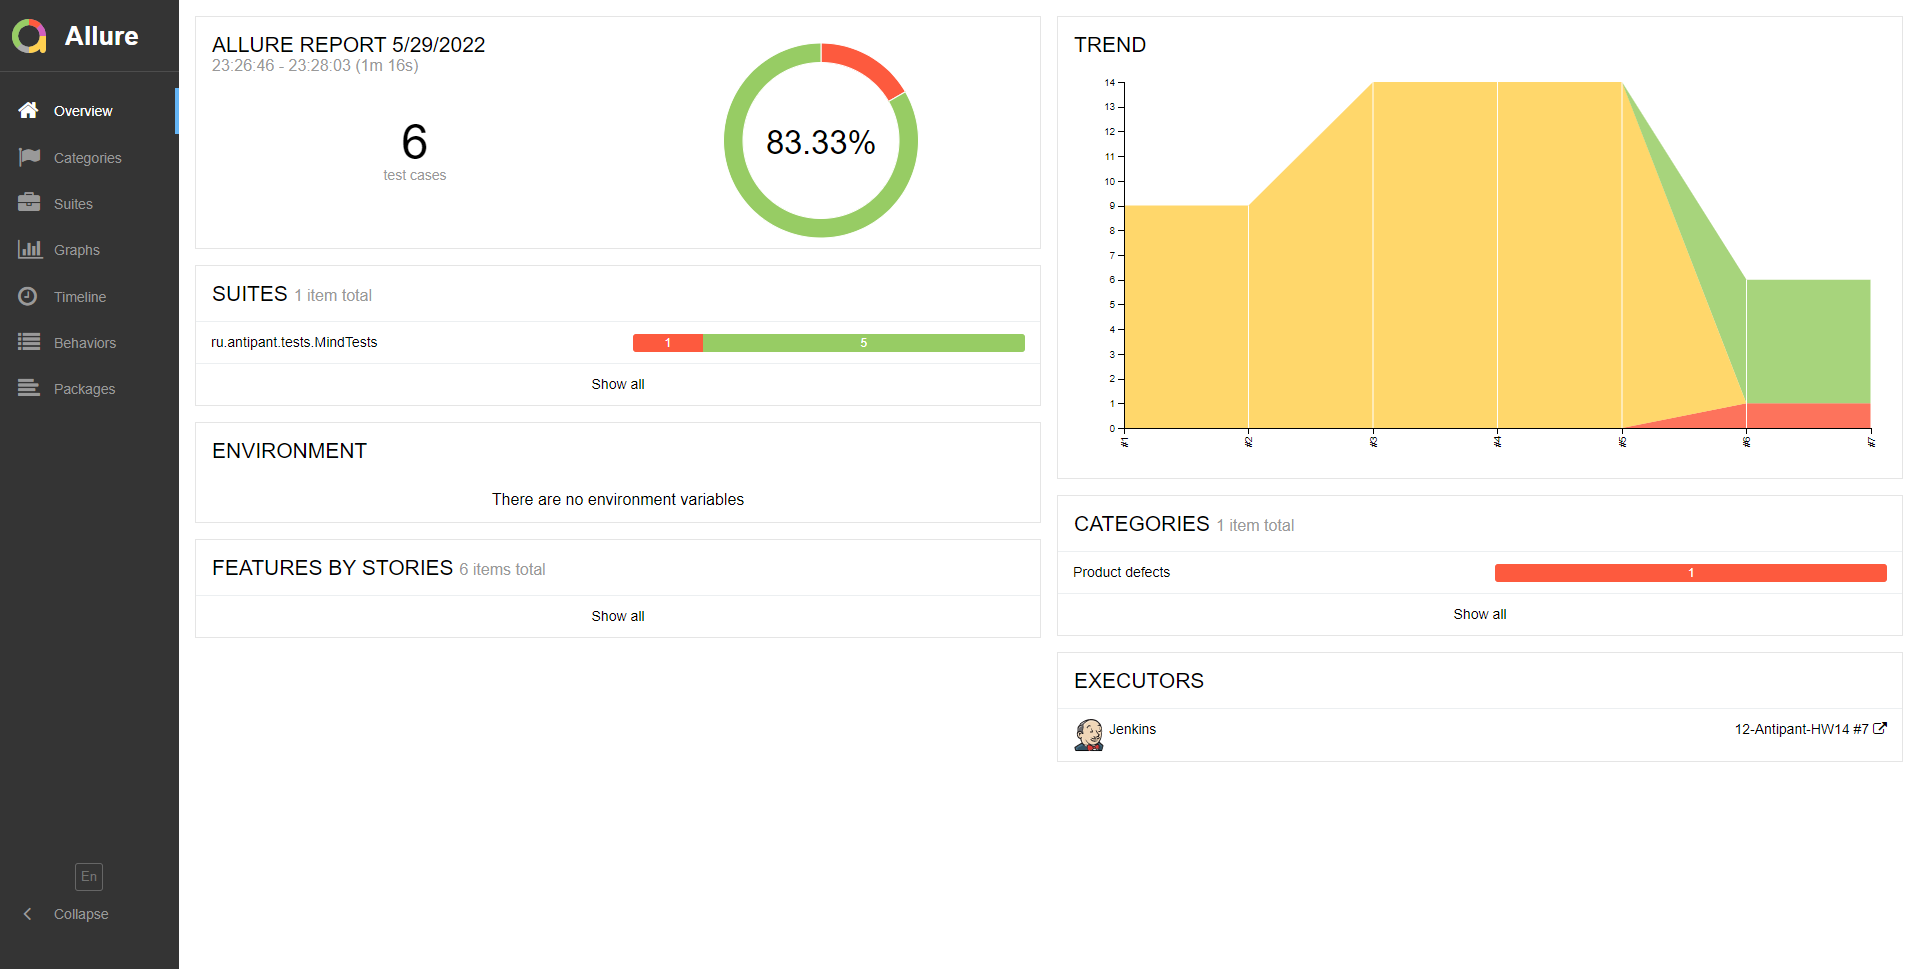 Allure
Overview
Categories
Suites
Graphs
Timeline
Behaviors
Packages
En
Collapse
ALLURE REPORT 5/29/2022
23:26:46 - 23:28:03 (1m 16s)
6
test cases
83.33%
SUITES 1 item total
ru.antipant.tests.MindTests 1 5
Show all
ENVIRONMENT
There are no environment variables
FEATURES BY STORIES 6 items total
Show all
TREND
14
13
12
11
10
9
8
7
6
5
4
3
2
1
0
#1 #2 #3 #4 #5 #6 #7
CATEGORIES 1 item total
Product defects 1
Show all
EXECUTORS
Jenkins 12-Antipant-HW14 #7